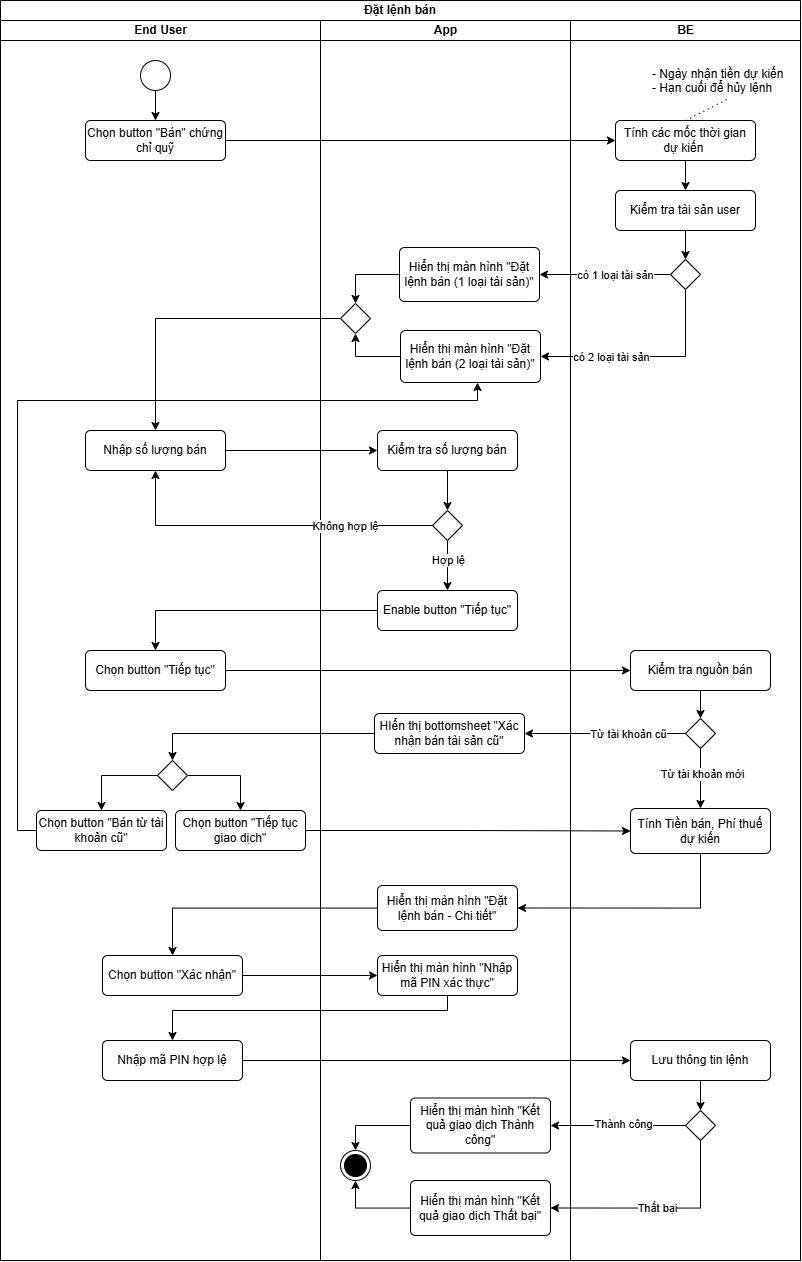 Đặt lệnh bán
End User
App
BE
- Ngày nhận tiền dự kiến
- Hạn cuối để hủy lệnh
Chọn button "Bán" chứng
chỉ quỹ
Tính các mốc thời gian
dự kiến
Kiểm tra tài sản user
Hiển thị màn hình "Đặt
lệnh bán (1 loại tài sản)"
có 1 loại tài sản
Hiển thị màn hình "Đặt
lệnh bán (2 loại tài sản)"
có 2 loại tài sản
Nhập số lượng bán
Kiểm tra số lượng bán
Không hợp lệ
Hợp lệ
Enable button "Tiếp tục"
Chọn button "Tiếp tục"
Kiểm tra nguồn bán
HIển thị bottomsheet "Xác
nhận bán tài sản cũ"
Từ tài khoản cũ
Từ tài khoản mới
Chọn button "Bán từ tài
khoản cũ"
Chọn button "Tiếp tục
giao dịch"
Tính Tiền bán, Phí thuế
dự kiến
Hiển thị màn hình "Đặt
lệnh bán - Chi tiết"
Chọn button "Xác nhận"
Hiển thị màn hình "Nhập
mã PIN xác thực"
Nhập mã PIN hợp lệ
Lưu thông tin lệnh
Hiển thị màn hình "Kết
quả giao dịch Thành
công"
Thành công
Hiển thị màn hình "Kết
quả giao dịch Thất bại"
Thất bại